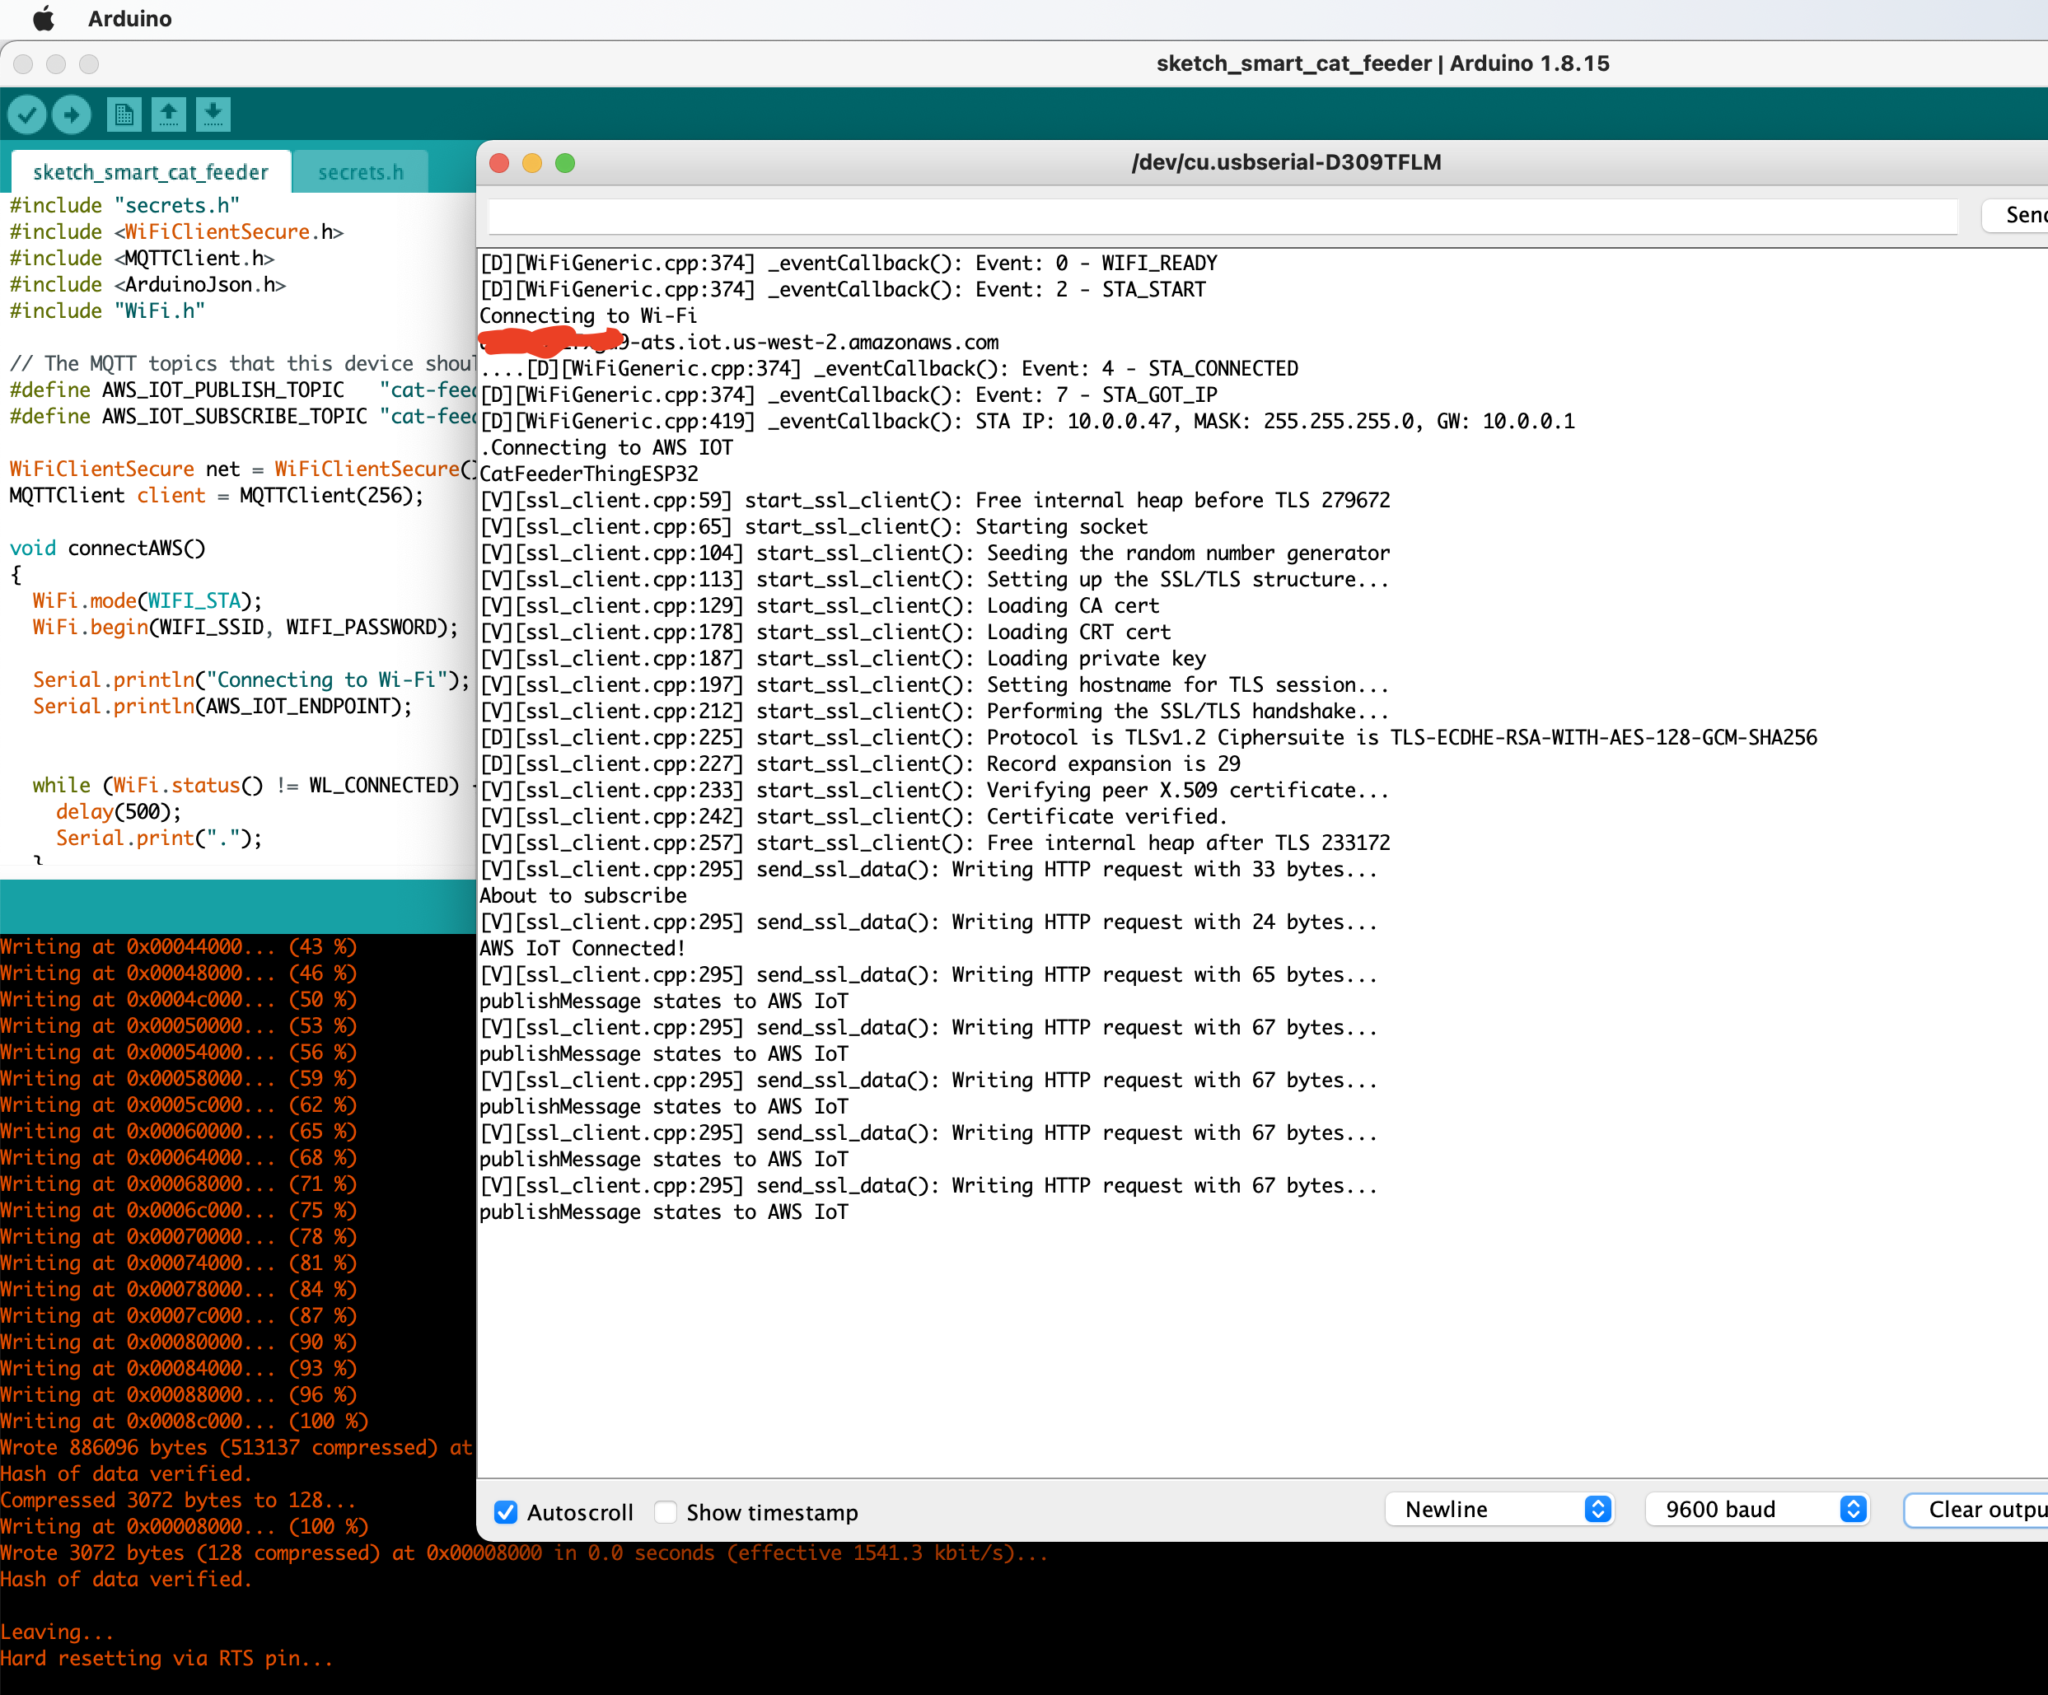 Arduino
sketch_smart_cat_feeder | Arduino 1.8.15
sketch_smart_cat_feeder
secrets.h
#include "secrets.h"
#include <WiFiClientSecure.h>
#include <MQTTClient.h>
#include <ArduinoJson.h>
#include "WiFi.h"
// The MQTT topics that this device
#define AWS_IOT_PUBLISH_TOPIC "cat-fee
#define AWS_IOT_SUBSCRIBE_TOPIC "cat-fee
WiFiClientSecure net = WiFiClientSecure(
MQTTClient client = MQTTClient(256);
void connectAWS()
{
WiFi.mode(WIFI_STA);
WiFi.begin(WIFI_SSID, WIFI_PASSWORD);
Serial.println("Connecting to Wi-Fi");
Serial.println(AWS_IOT_ENDPOINT);
while (WiFi.status() != WL_CONNECTED)
delay(500);
Serial.print(".");
}
Writing at 0x00044000... (43 %)
Writing at 0x00048000... (46 %)
Writing at 0x0004c000... (50 %)
Writing at 0x00050000... (53 %)
Writing at 0x00054000... (56 %)
Writing at 0x00058000... (59 %)
Writing at 0x0005c000... (62 %)
Writing at 0x00060000... (65 %)
Writing at 0x00064000... (68 %)
Writing at 0x00068000... (71 %)
Writing at 0x0006c000... (75 %)
Writing at 0x00070000... (78 %)
Writing at 0x00074000... (81 %)
Writing at 0x00078000... (84 %)
Writing at 0x0007c000... (87 %)
Writing at 0x00080000... (90 %)
Writing at 0x00084000... (93 %)
Writing at 0x00088000... (96 %)
Writing at 0x0008c000... (100 %)
Wrote 886096 bytes (513137 compressed) at
Hash of data verified.
Compressed 3072 bytes to 128...
Writing at 0x00008000... (100 %)
Wrote 3072 bytes (128 compressed) at 0x00008000 in 0.0 seconds (effective 1541.3 kbit/s)...
Hash of data verified.
Leaving...
Hard resetting via RTS pin...
/dev/cu.usbserial-D309TFLM
Sen
[D][WiFiGeneric.cpp:374] _eventCallback(): Event: 0 - WIFI_READY
[D][WiFiGeneric.cpp:374] _eventCallback(): Event: 2 - STA_START
Connecting to Wi-Fi
9-ats.iot.us-west-2.amazonaws.com
....[D][WiFiGeneric.cpp:374] _eventCallback(): Event: 4 - STA_CONNECTED
[D][WiFiGeneric.cpp:374] _eventCallback(): Event: 7 - STA_GOT_IP
[D][WiFiGeneric.cpp:419] _eventCallback(): STA IP: 10.0.0.47, MASK: 255.255.255.0, GW: 10.0.0.1
.Connecting to AWS IOT
CatFeederThingESP32
[V][ssl_client.cpp:59] start_ssl_client(): Free internal heap before TLS 279672
[V][ssl_client.cpp:65] start_ssl_client(): Starting socket
[V][ssl_client.cpp:104] start_ssl_client(): Seeding the random number generator
[V][ssl_client.cpp:113] start_ssl_client(): Setting up the SSL/TLS structure...
[V][ssl_client.cpp:129] start_ssl_client(): Loading CA cert
[V][ssl_client.cpp:178] start_ssl_client(): Loading CRT cert
[V][ssl_client.cpp:187] start_ssl_client(): Loading private key
[V][ssl_client.cpp:197] start_ssl_client(): Setting hostname for TLS session...
[V][ssl_client.cpp:212] start_ssl_client(): Performing the SSL/TLS handshake...
[D][ssl_client.cpp:225] start_ssl_client(): Protocol is TLSv1.2 Ciphersuite is TLS-ECDHE-RSA-WITH-AES-128-GCM-SHA256
[D][ssl_client.cpp:227] start_ssl_client(): Record expansion is 29
[V][ssl_client.cpp:233] start_ssl_client(): Verifying peer X.509 certificate...
[V][ssl_client.cpp:242] start_ssl_client(): Certificate verified.
[V][ssl_client.cpp:257] start_ssl_client(): Free internal heap after TLS 233172
[V][ssl_client.cpp:295] send_ssl_data(): Writing HTTP request with 33 bytes...
About to subscribe
[V][ssl_client.cpp:295] send_ssl_data(): Writing HTTP request with 24 bytes...
AWS IoT Connected!
[V][ssl_client.cpp:295] send_ssl_data(): Writing HTTP request with 65 bytes...
publishMessage states to AWS IoT
[V][ssl_client.cpp:295] send_ssl_data(): Writing HTTP request with 67 bytes...
publishMessage states to AWS IoT
[V][ssl_client.cpp:295] send_ssl_data(): Writing HTTP request with 67 bytes...
publishMessage states to AWS IoT
[V][ssl_client.cpp:295] send_ssl_data(): Writing HTTP request with 67 bytes...
publishMessage states to AWS IoT
[V][ssl_client.cpp:295] send_ssl_data(): Writing HTTP request with 67 bytes...
publishMessage states to AWS IoT
Autoscroll
Show timestamp
Newline
9600 baud
Clear outpu